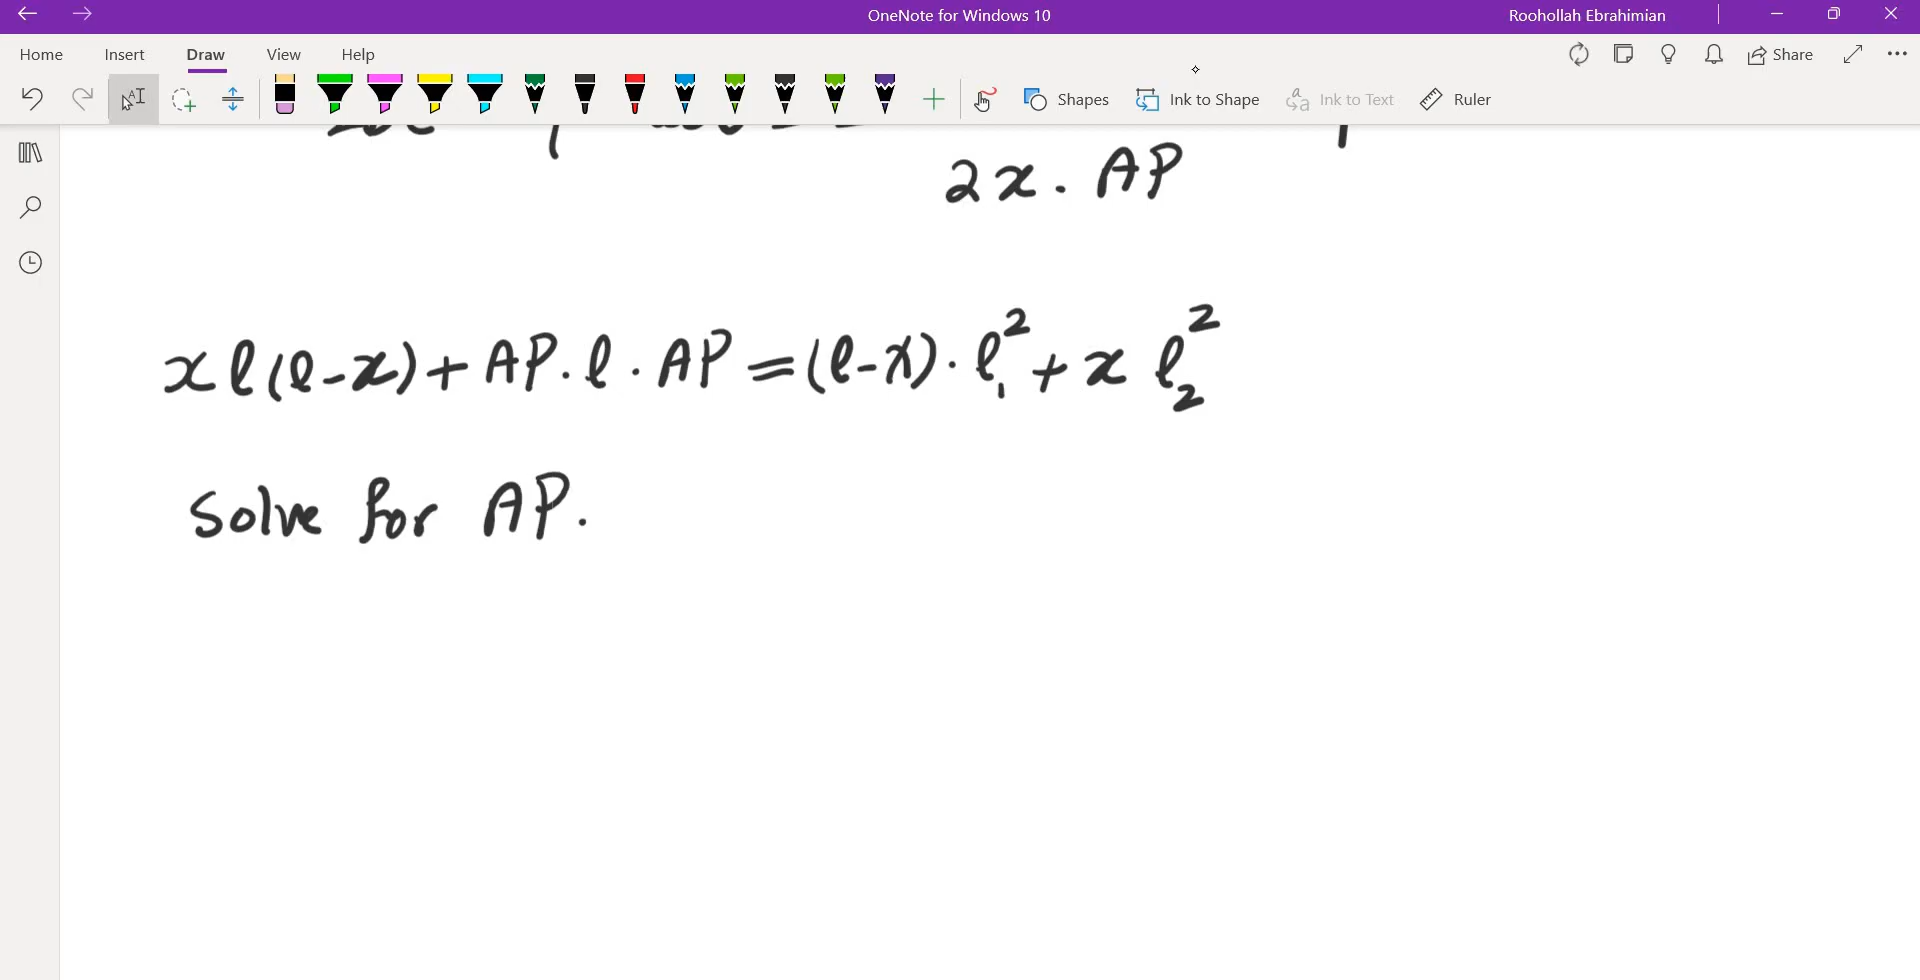 OneNote for Windows 10
Roohollah Ebrahimian
Home Insert Draw View Help
Share
Shapes Ink to Shape Ink to Text Ruler
2x . AP
xℓ(ℓ-x)+AP.ℓ.AP=(ℓ-x).ℓ₁²+xℓ₂²
Solve for AP.